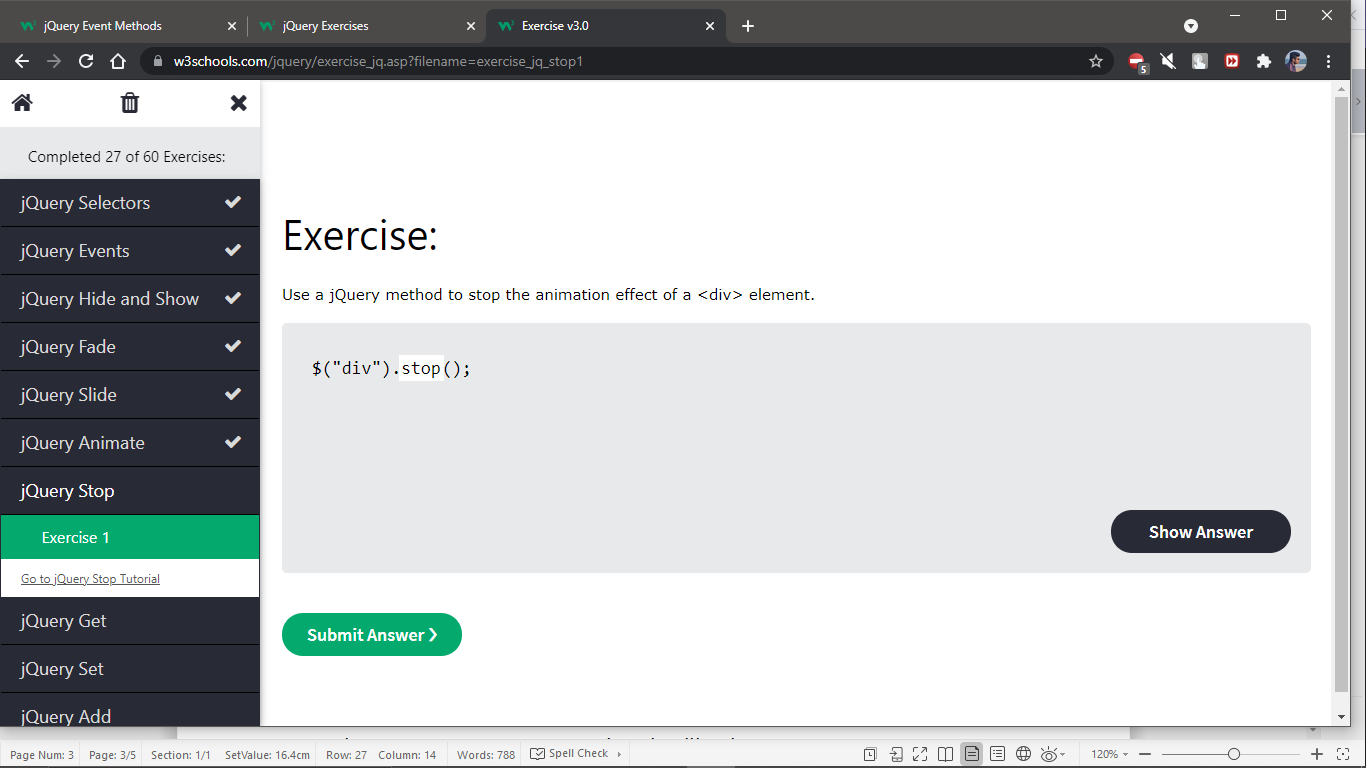 jQuery Event Methods
jQuery Exercises
Exercise v3.0
w3schools.com/jquery/exercise_jq.asp?filename=exercise_jq_stop1
5
Completed 27 of 60 Exercises:
jQuery Selectors
jQuery Events
jQuery Hide and Show
jQuery Fade
jQuery Slide
jQuery Animate
jQuery Stop
Exercise 1
Go to jQuery Stop Tutorial
jQuery Get
jQuery Set
jQuery Add
Exercise:
Use a jQuery method to stop the animation effect of a <div> element.
$("div").stop();
Show Answer
Submit Answer ❯
Page Num: 3 Page: 3/5 Section: 1/1 SetValue: 16.4cm Row: 27 Column: 14 Words: 788 Spell Check 120%